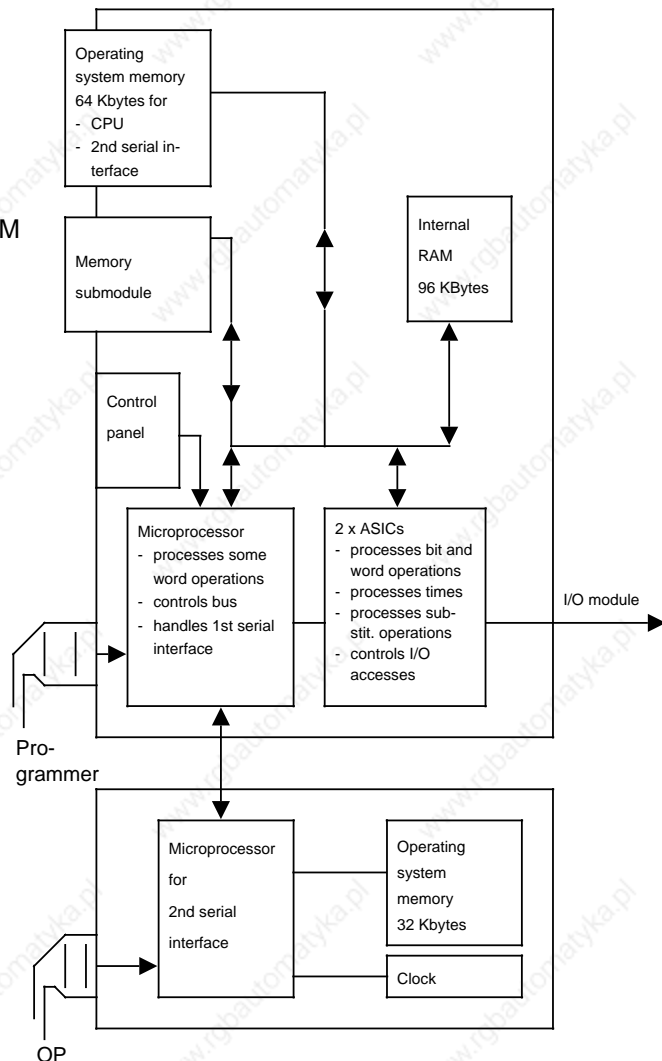 Operating
system memory
64 Kbytes for
- CPU
- 2nd serial in-
terface
M
Memory
submodule
Internal
RAM
96 KBytes
Control
panel
Microprocessor
- processes some
word operations
- controls bus
- handles 1st serial
interface
2 x ASICs
- processes bit and
word operations
- processes times
- processes sub-
stit. operations
- controls I/O
accesses
I/O module
Pro-
grammer
Microprocessor
for
2nd serial
interface
Operating
system
memory
32 Kbytes
Clock
OP
www.rgbautomatyka.pl